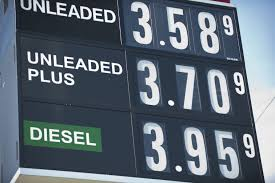 UNLEADED 3.58 9
UNLEADED
PLUS 3.70 9
DIESEL 3.95 9